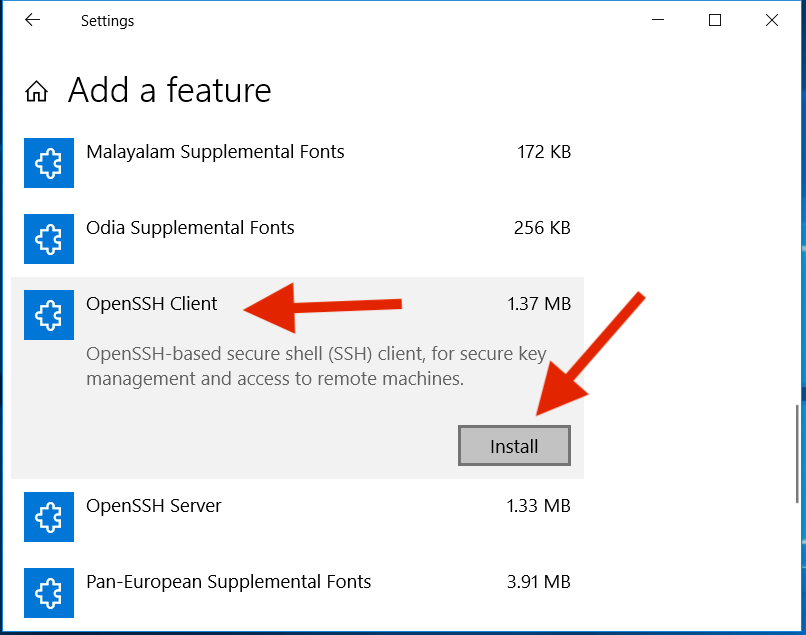 Settings
Add a feature
Malayalam Supplemental Fonts 172 KB
Odia Supplemental Fonts 256 KB
OpenSSH Client 1.37 MB
OpenSSH-based secure shell (SSH) client, for secure key
management and access to remote machines.
Install
OpenSSH Server 1.33 MB
Pan-European Supplemental Fonts 3.91 MB